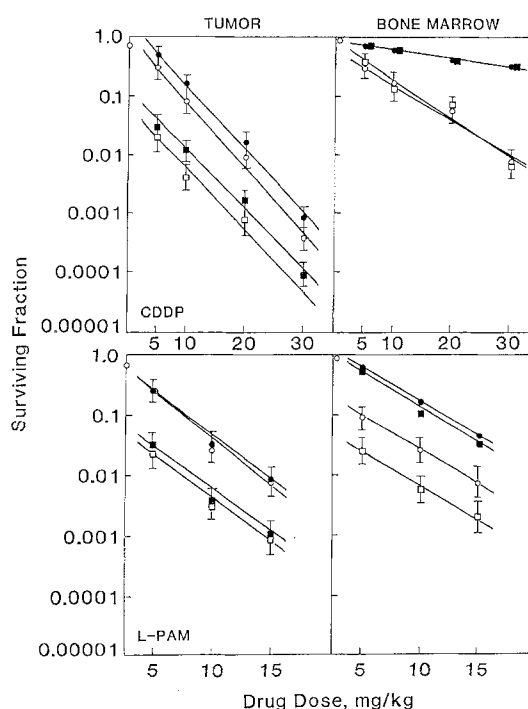 TUMOR
BONE MARROW
Surviving Fraction
1.0
0.1
0.01
0.001
0.0001
0.00001
CDDP
5 10 20 30
5 10 20 30
1.0
0.1
0.01
0.001
0.0001
0.00001
L-PAM
5 10 15
5 10 15
Drug Dose, mg/kg